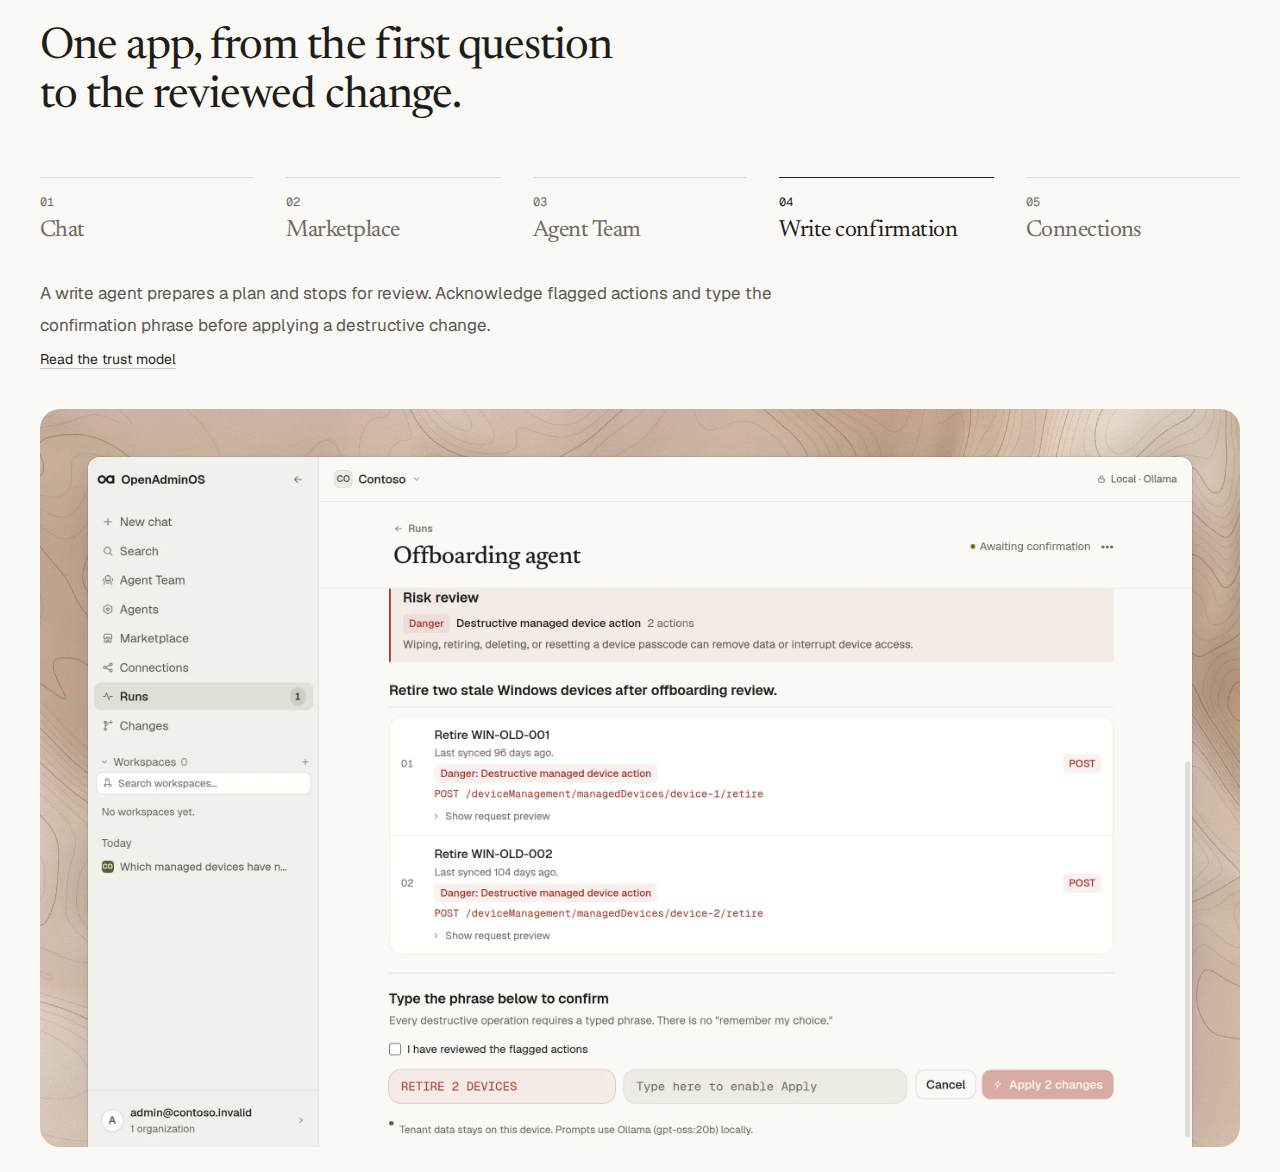 One app, from the first question
to the reviewed change.
01
Chat
02
Marketplace
03
Agent Team
04
Write confirmation
05
Connections
A write agent prepares a plan and stops for review. Acknowledge flagged actions and type the
confirmation phrase before applying a destructive change.
Read the trust model
oa OpenAdminOS
New chat
Search
Agent Team
Agents
Marketplace
Connections
Runs 1
Changes
Workspaces 0
Search workspaces...
No workspaces yet.
Today
CO Which managed devices have n...
A
admin@contoso.invalid
1 organization
CO Contoso
Local · Ollama
Runs
Offboarding agent
Awaiting confirmation
Risk review
Danger Destructive managed device action 2 actions
Wiping, retiring, deleting, or resetting a device passcode can remove data or interrupt device access.
Retire two stale Windows devices after offboarding review.
01
Retire WIN-OLD-001
Last synced 96 days ago.
Danger: Destructive managed device action
POST /deviceManagement/managedDevices/device-1/retire
Show request preview
POST
02
Retire WIN-OLD-002
Last synced 104 days ago.
Danger: Destructive managed device action
POST /deviceManagement/managedDevices/device-2/retire
Show request preview
POST
Type the phrase below to confirm
Every destructive operation requires a typed phrase. There is no "remember my choice."
I have reviewed the flagged actions
RETIRE 2 DEVICES
Type here to enable Apply
Cancel
Apply 2 changes
Tenant data stays on this device. Prompts use Ollama (gpt-oss:20b) locally.